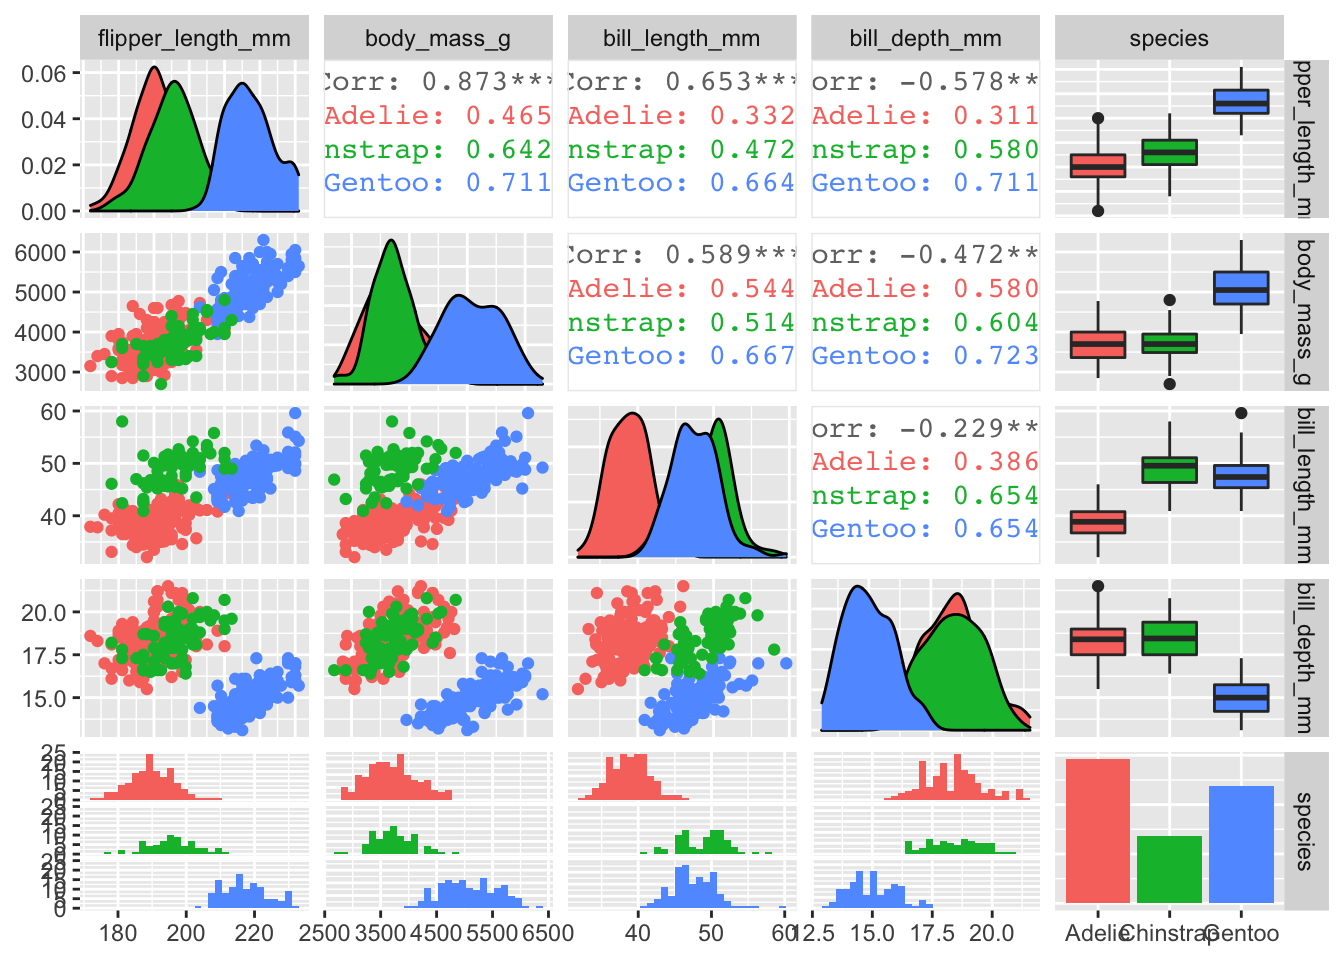 flipper_length_mm body_mass_g bill_length_mm bill_depth_mm species
0.06
0.04
0.02
0.00
Corr: 0.873***
Adelie: 0.465
nstrap: 0.642
Gentoo: 0.711
Corr: 0.653***
Adelie: 0.332
nstrap: 0.472
Gentoo: 0.664
orr: -0.578**
Adelie: 0.311
nstrap: 0.580
Gentoo: 0.711
pper_length_m
6000
5000
4000
3000
Corr: 0.589***
Adelie: 0.544
nstrap: 0.514
Gentoo: 0.667
orr: -0.472**
Adelie: 0.580
nstrap: 0.604
Gentoo: 0.723
body_mass_g
60
50
40
orr: -0.229**
Adelie: 0.386
nstrap: 0.654
Gentoo: 0.654
bill_length_mm
20.0
17.5
15.0
bill_depth_mm
25
species
180 200 220 2500 3500 4500 5500 6500 40 50 60 12.5 15.0 17.5 20.0 Adelie Chinstrap Gentoo